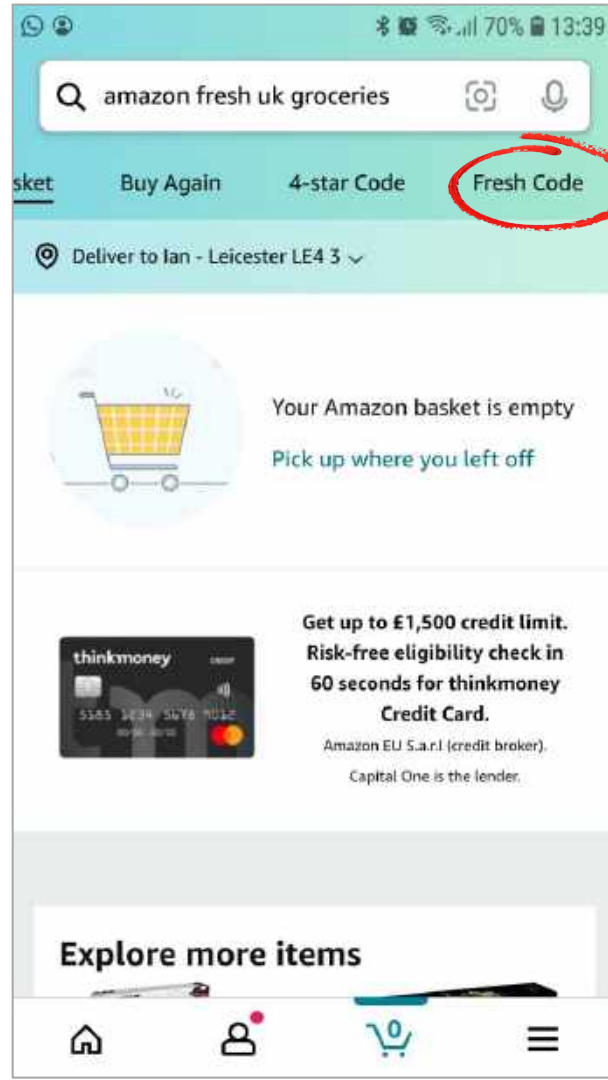 70% 13:39
amazon fresh uk groceries
sket Buy Again 4-star Code Fresh Code
Deliver to Ian - Leicester LE4 3
Your Amazon basket is empty
Pick up where you left off
Get up to £1,500 credit limit.
Risk-free eligibility check in
60 seconds for thinkmoney
Credit Card.
Amazon EU S.a.r.l (credit broker).
Capital One is the lender.
thinkmoney
Explore more items
0